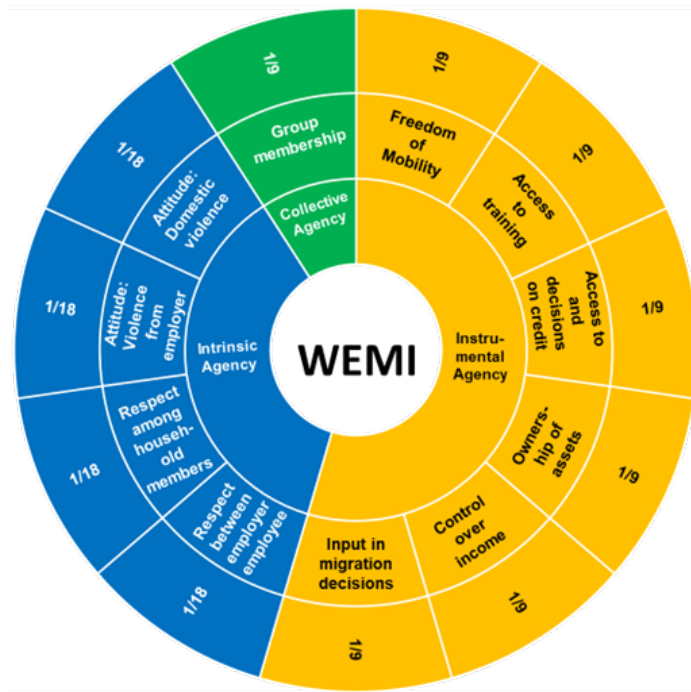 WEMI
Instru-
mental
Agency
Freedom
of
Mobility
1/9
Access
to
training
1/9
Access to
and
decisions
on credit
1/9
Owners-
hip of
assets
1/9
Control
over
income
1/9
Input in
migration
decisions
1/9
Intrinsic
Agency
Respect
between
employer
employee
1/18
Respect
among
househ-
old
members
1/18
Attitude:
Violence
from
employer
1/18
Attitude:
Domestic
violence
1/18
Collective
Agency
Group
membership
1/9